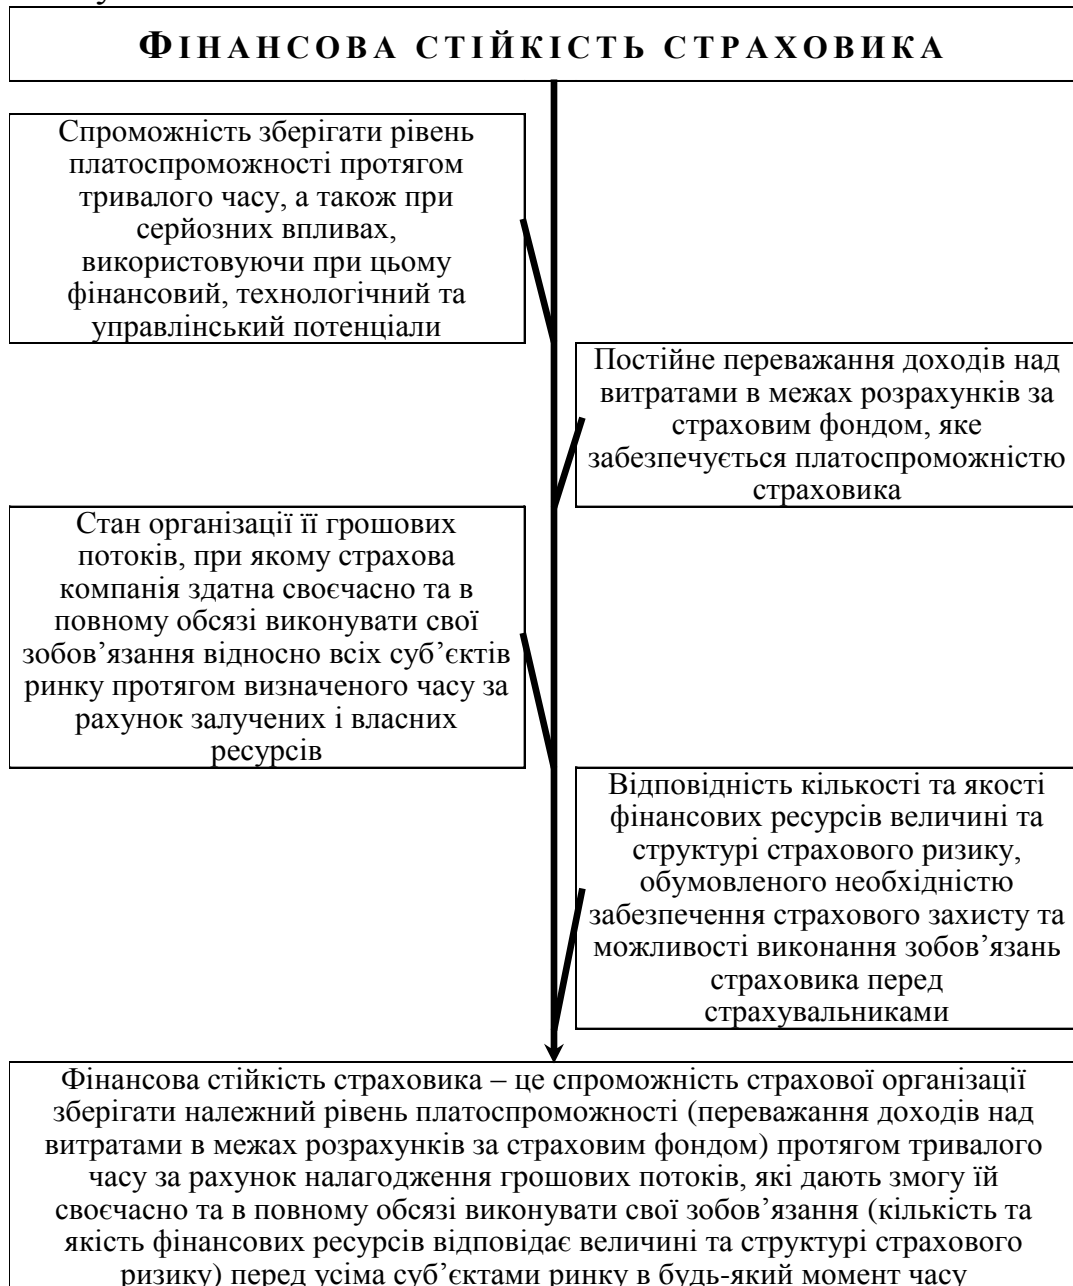 ФІНАНСОВА СТІЙКІСТЬ СТРАХОВИКА
Спроможність зберігати рівень
платоспроможності протягом
тривалого часу, а також при
серйозних впливах,
використовуючи при цьому
фінансовий, технологічний та
управлінський потенціали
Постійне переважання доходів над
витратами в межах розрахунків за
страховим фондом, яке
забезпечується платоспроможністю
страховика
Стан організації її грошових
потоків, при якому страхова
компанія здатна своєчасно та в
повному обсязі виконувати свої
зобов’язання відносно всіх суб’єктів
ринку протягом визначеного часу за
рахунок залучених і власних
ресурсів
Відповідність кількості та якості
фінансових ресурсів величині та
структурі страхового ризику,
обумовленого необхідністю
забезпечення страхового захисту та
можливості виконання зобов’язань
страховика перед
страхувальниками
Фінансова стійкість страховика – це спроможність страхової організації
зберігати належний рівень платоспроможності (переважання доходів над
витратами в межах розрахунків за страховим фондом) протягом тривалого
часу за рахунок налагодження грошових потоків, які дають змогу їй
своєчасно та в повному обсязі виконувати свої зобов’язання (кількість та
якість фінансових ресурсів відповідає величині та структурі страхового
ризику) перед усіма суб’єктами ринку в будь-який момент часу